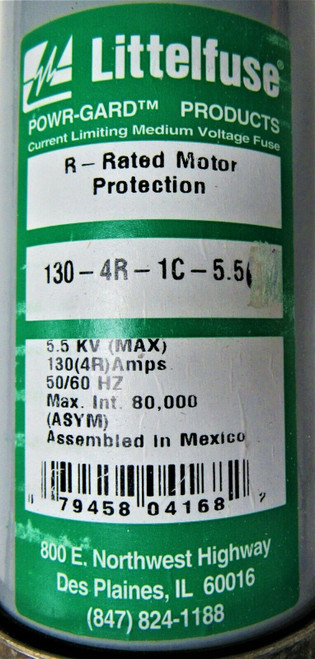 Littelfuse®
POWR-GARD™ PRODUCTS
Current Limiting Medium Voltage Fuse
R-Rated Motor
Protection
130-4R-1C-5.5
5.5 KV (MAX)
130(4R)Amps
50/60 HZ
Max. Int. 80,000
(ASYM)
Assembled in Mexico
79458 04168 2
800 E. Northwest Highway
Des Plaines, IL 60016
(847) 824-1188